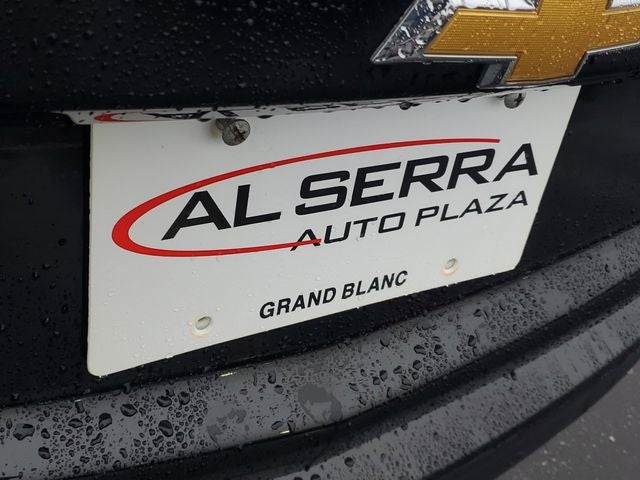 AL SERRA
AUTO PLAZA
GRAND BLANC